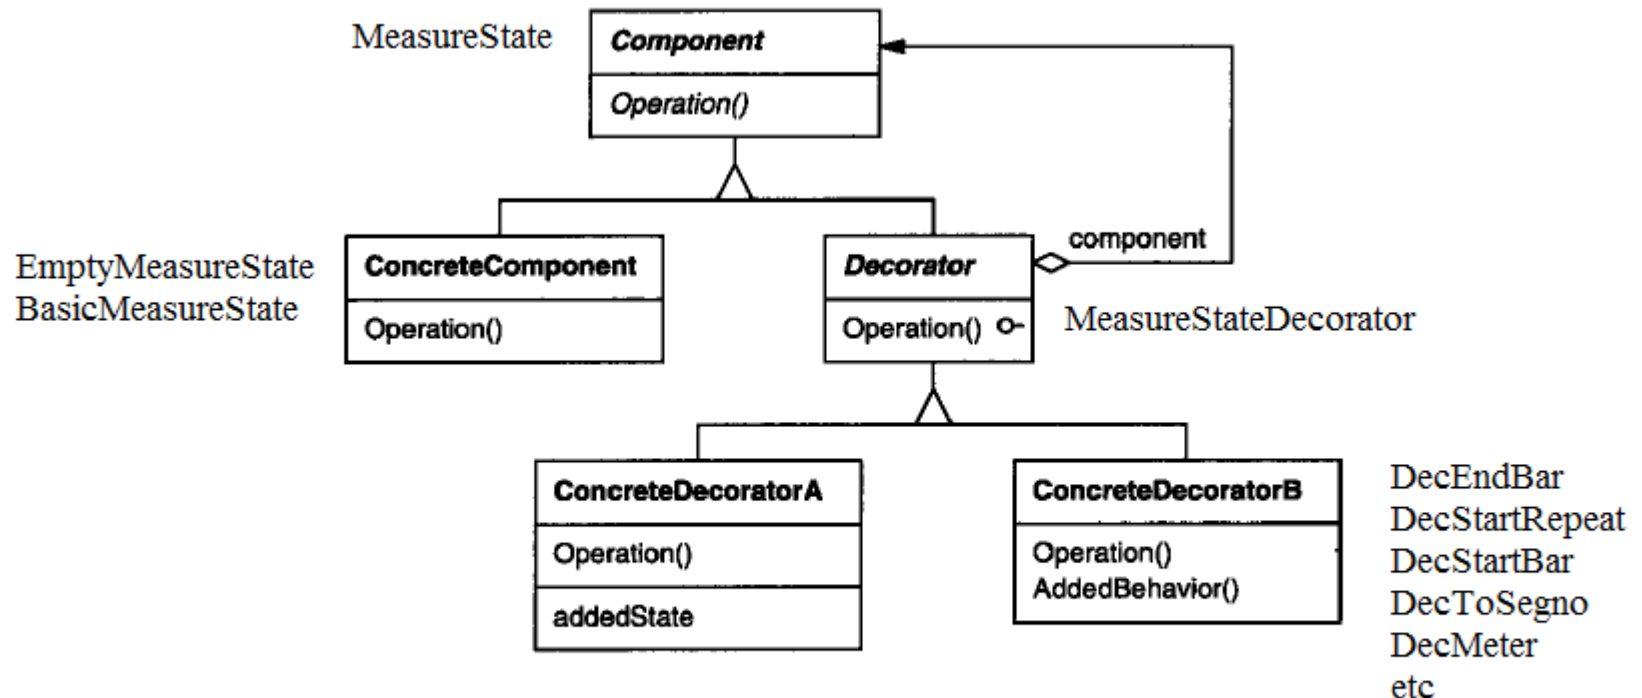 MeasureState
Component
Operation()
component
EmptyMeasureState
BasicMeasureState
ConcreteComponent
Operation()
Decorator
Operation()
MeasureStateDecorator
ConcreteDecoratorA
Operation()
addedState
ConcreteDecoratorB
Operation()
AddedBehavior()
DecEndBar
DecStartRepeat
DecStartBar
DecToSegno
DecMeter
etc